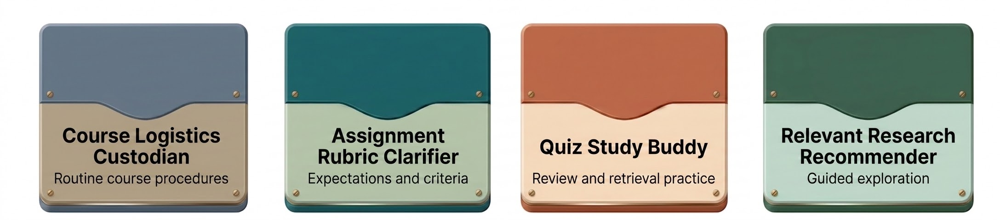 Course Logistics
Custodian
Routine course procedures
Assignment
Rubric Clarifier
Expectations and criteria
Quiz Study Buddy
Review and retrieval practice
Relevant Research
Recommender
Guided exploration